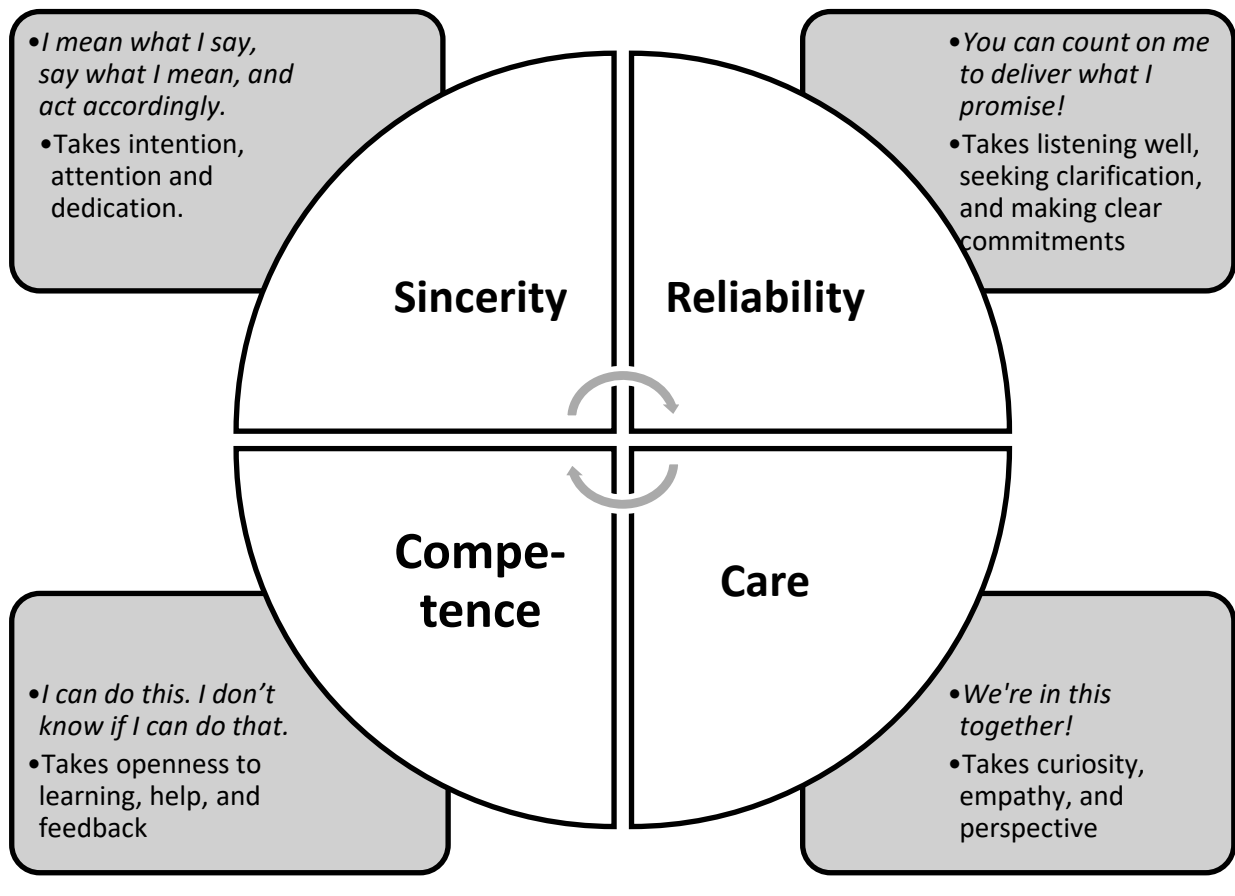 •I mean what I say,
say what I mean, and
act accordingly.
•Takes intention,
attention and
dedication.
•You can count on me
to deliver what I
promise!
•Takes listening well,
seeking clarification,
and making clear
commitments
Sincerity
Reliability
Compe-
tence
Care
•I can do this. I don’t
know if I can do that.
•Takes openness to
learning, help, and
feedback
•We're in this
together!
•Takes curiosity,
empathy, and
perspective